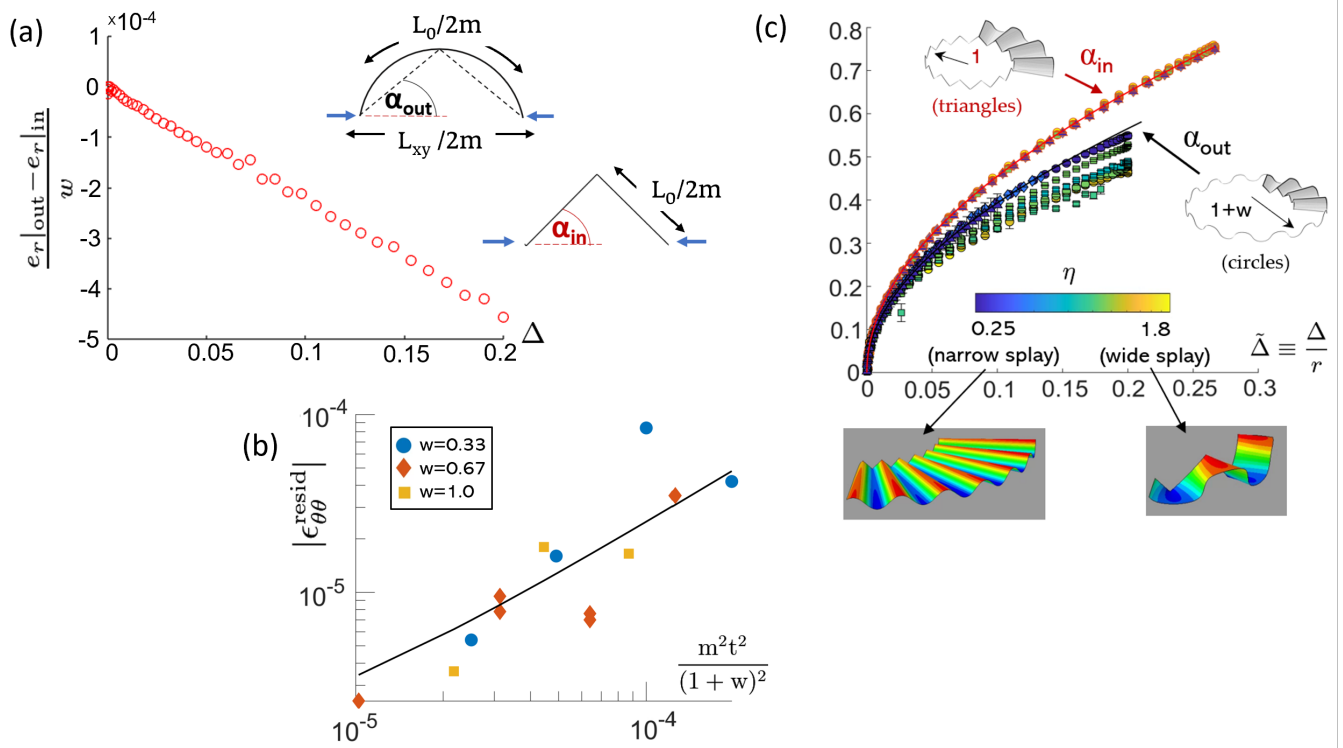 (a)
×10⁻⁴
1
0
-1
-2
-3
-4
-5
e_r|out − e_r|in
w
0
0.05
0.1
0.15
0.2
Δ
L₀/2m
α_out
L_xy /2m
L₀/2m
α_in
(b)
|ϵ_θθ^resid|
10⁻⁴
10⁻⁵
w=0.33
w=0.67
w=1.0
10⁻⁵
10⁻⁴
m²t²
(1 + w)²
(c)
0.8
0.7
0.6
0.5
0.4
0.3
0.2
0.1
0
1
(triangles)
α_in
α_out
1+w
(circles)
η
0.25
1.8
(narrow splay)
(wide splay)
Δ̃ ≡ Δ/r
0
0.05
0.1
0.15
0.2
0.3